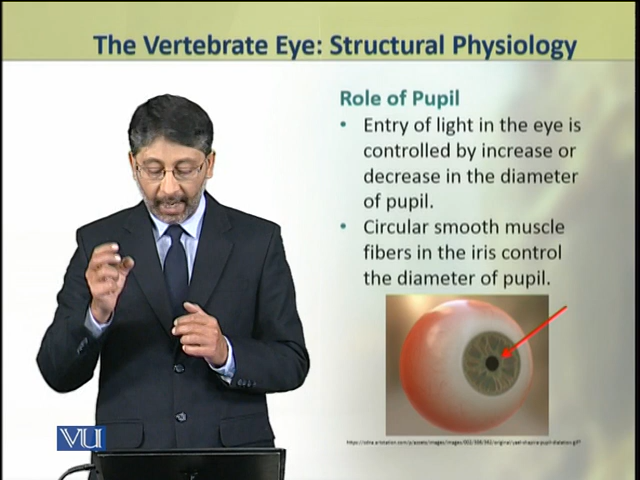 The Vertebrate Eye: Structural Physiology
Role of Pupil
• Entry of light in the eye is
controlled by increase or
decrease in the diameter
of pupil.
• Circular smooth muscle
fibers in the iris control
the diameter of pupil.
VU